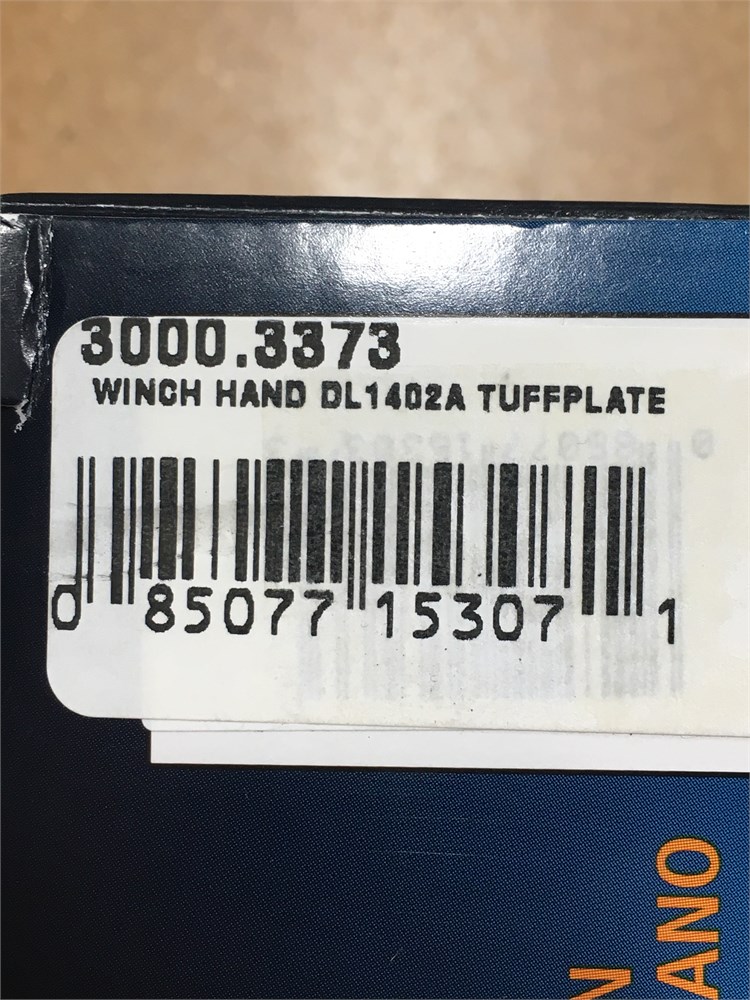 3000.3373
WINCH HAND DL1402A TUFFPLATE
0 85077 15307 1